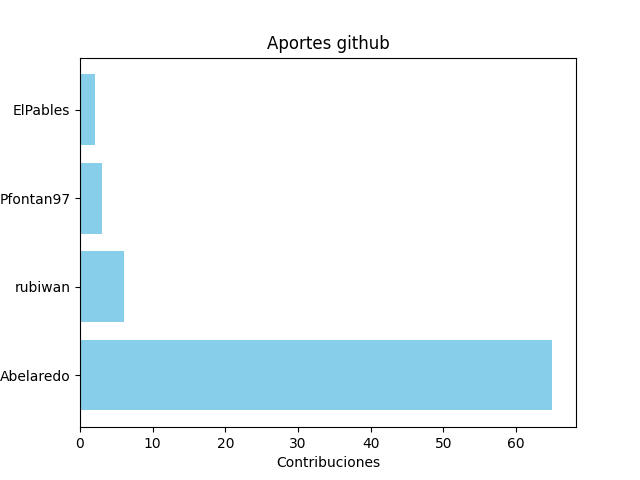 Aportes github
ElPables
Pfontan97
rubiwan
Abelaredo
0 10 20 30 40 50 60
Contribuciones